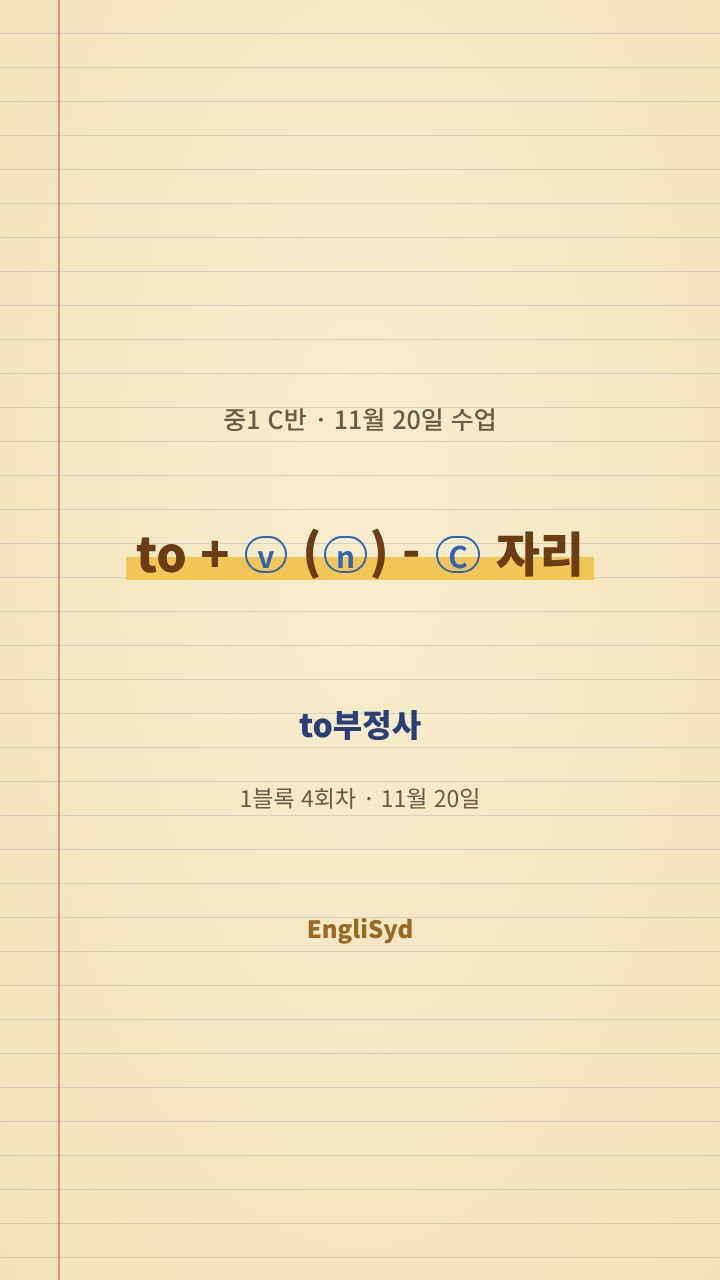 중1 C반 · 11월 20일 수업
to + ⓥ (ⓝ) - Ⓒ 자리
to부정사
1블록 4회차 · 11월 20일
EngliSyd